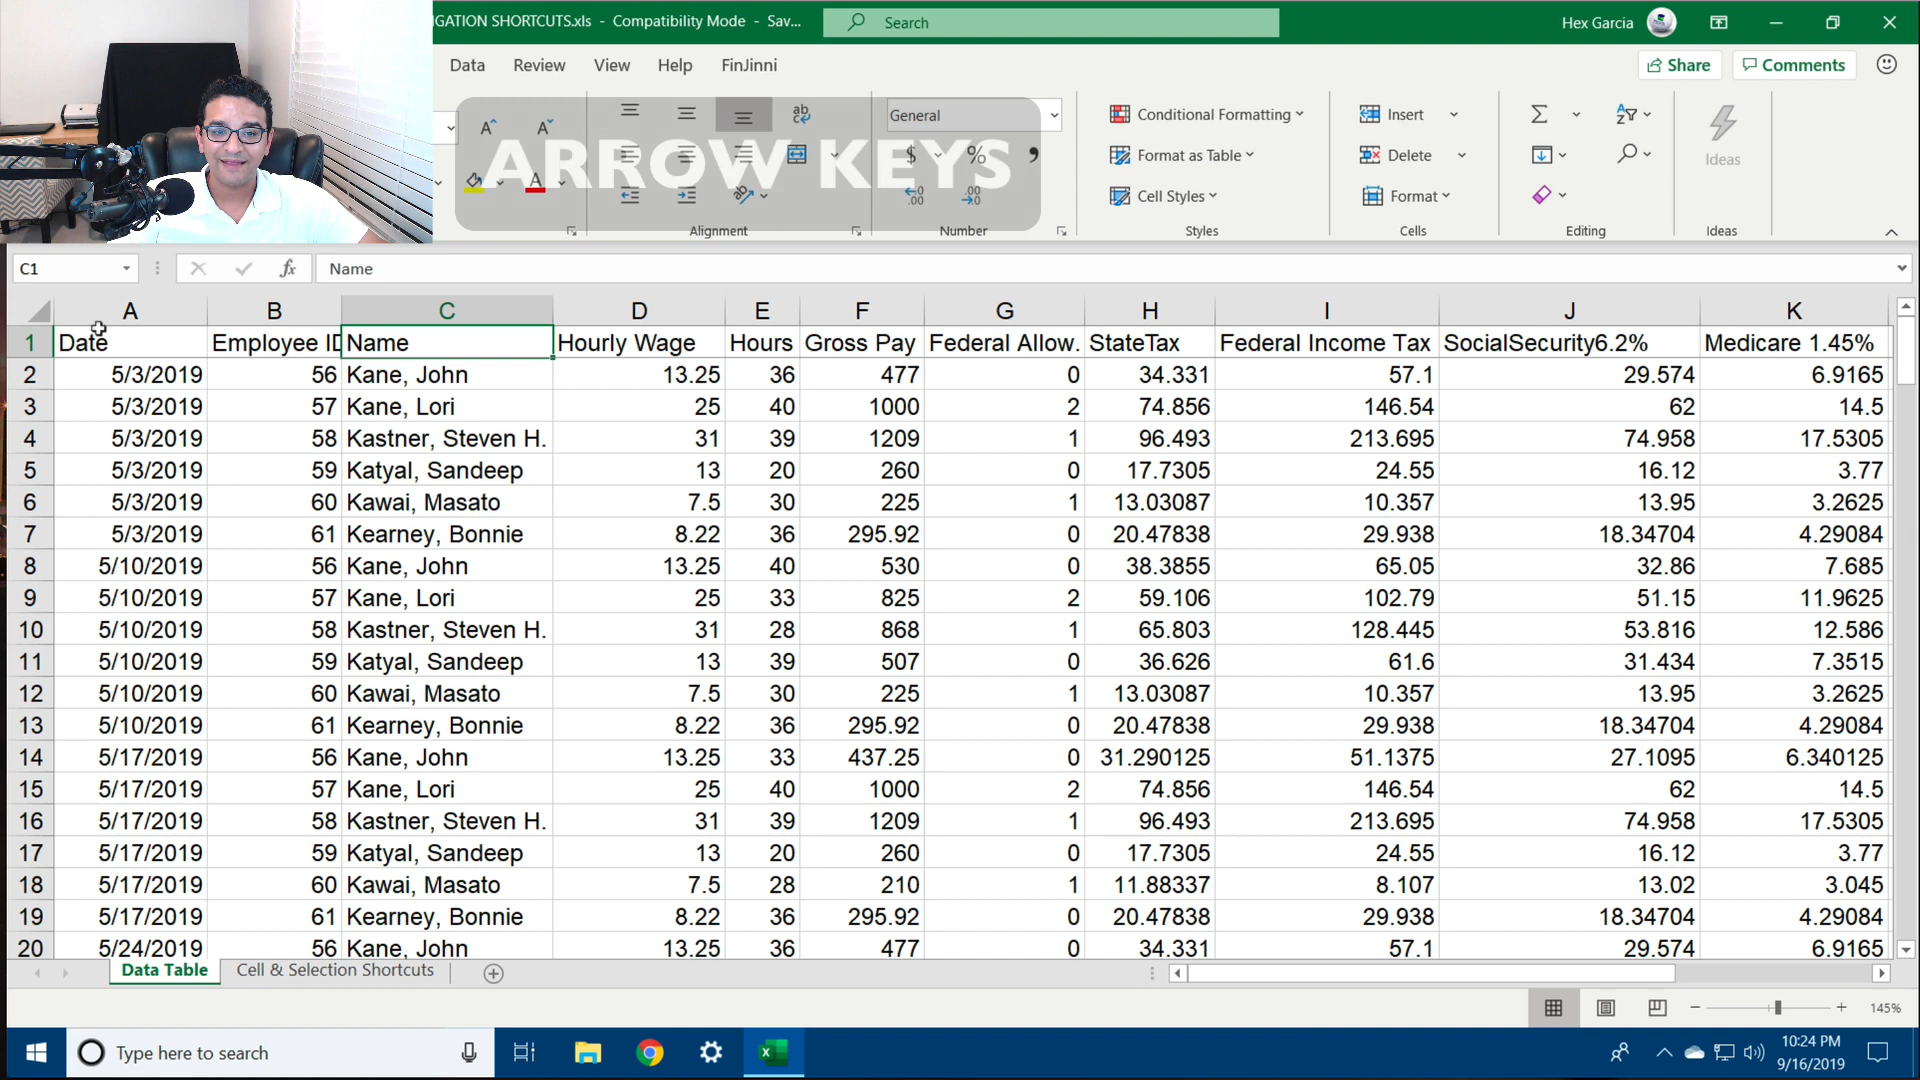 IGATION SHORTCUTS.xls - Compatibility Mode - Sav...
Search
Hex Garcia
Data Review View Help FinJinni
Share
Comments
ARROW KEYS
General
Conditional Formatting
Format as Table
Cell Styles
Insert
Delete
Format
Ideas
Alignment Number Styles Cells Editing Ideas
C1
fx
Name
A B C D E F G H I J K
1 Date Employee ID Name Hourly Wage Hours Gross Pay Federal Allow. StateTax Federal Income Tax SocialSecurity6.2% Medicare 1.45%
2 5/3/2019 56 Kane, John 13.25 36 477 0 34.331 57.1 29.574 6.9165
3 5/3/2019 57 Kane, Lori 25 40 1000 2 74.856 146.54 62 14.5
4 5/3/2019 58 Kastner, Steven H. 31 39 1209 1 96.493 213.695 74.958 17.5305
5 5/3/2019 59 Katyal, Sandeep 13 20 260 0 17.7305 24.55 16.12 3.77
6 5/3/2019 60 Kawai, Masato 7.5 30 225 1 13.03087 10.357 13.95 3.2625
7 5/3/2019 61 Kearney, Bonnie 8.22 36 295.92 0 20.47838 29.938 18.34704 4.29084
8 5/10/2019 56 Kane, John 13.25 40 530 0 38.3855 65.05 32.86 7.685
9 5/10/2019 57 Kane, Lori 25 33 825 2 59.106 102.79 51.15 11.9625
10 5/10/2019 58 Kastner, Steven H. 31 28 868 1 65.803 128.445 53.816 12.586
11 5/10/2019 59 Katyal, Sandeep 13 39 507 0 36.626 61.6 31.434 7.3515
12 5/10/2019 60 Kawai, Masato 7.5 30 225 1 13.03087 10.357 13.95 3.2625
13 5/10/2019 61 Kearney, Bonnie 8.22 36 295.92 0 20.47838 29.938 18.34704 4.29084
14 5/17/2019 56 Kane, John 13.25 33 437.25 0 31.290125 51.1375 27.1095 6.340125
15 5/17/2019 57 Kane, Lori 25 40 1000 2 74.856 146.54 62 14.5
16 5/17/2019 58 Kastner, Steven H. 31 39 1209 1 96.493 213.695 74.958 17.5305
17 5/17/2019 59 Katyal, Sandeep 13 20 260 0 17.7305 24.55 16.12 3.77
18 5/17/2019 60 Kawai, Masato 7.5 28 210 1 11.88337 8.107 13.02 3.045
19 5/17/2019 61 Kearney, Bonnie 8.22 36 295.92 0 20.47838 29.938 18.34704 4.29084
20 5/24/2019 56 Kane, John 13.25 36 477 0 34.331 57.1 29.574 6.9165
Data Table Cell & Selection Shortcuts
145%
Type here to search
10:24 PM
9/16/2019